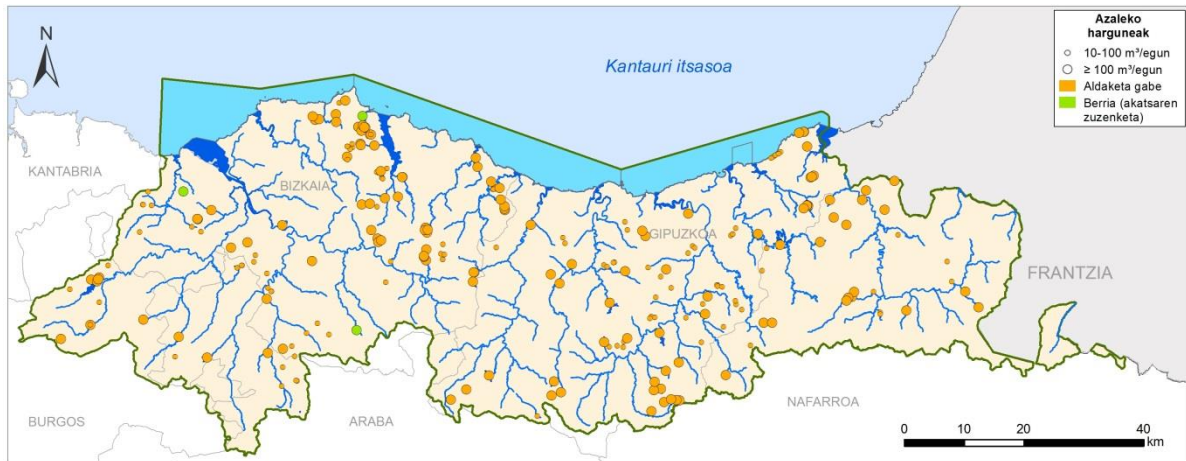 N
Kantauri itsasoa
Azaleko
harguneak
10-100 m³/egun
≥ 100 m³/egun
Aldaketa gabe
Berria (akatsaren
zuzenketa)
KANTABRIA
BIZKAIA
GIPUZKOA
FRANTZIA
NAFARROA
BURGOS
ARABA
0 10 20 40
km